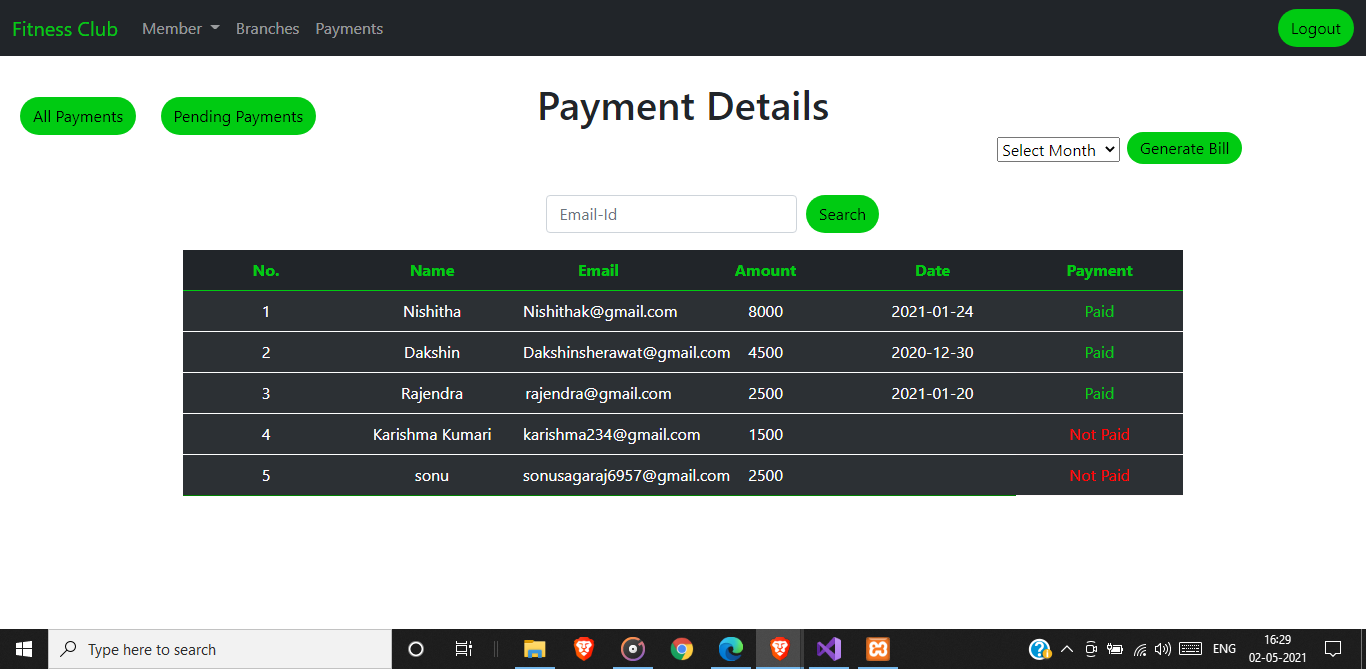 Fitness Club Member Branches Payments Logout
Payment Details
All Payments Pending Payments
Select Month Generate Bill
Email-Id Search
No. Name Email Amount Date Payment
1 Nishitha Nishithak@gmail.com 8000 2021-01-24 Paid
2 Dakshin Dakshinsherawat@gmail.com 4500 2020-12-30 Paid
3 Rajendra rajendra@gmail.com 2500 2021-01-20 Paid
4 Karishma Kumari karishma234@gmail.com 1500 Not Paid
5 sonu sonusagaraj6957@gmail.com 2500 Not Paid
Type here to search ENG 16:29
02-05-2021